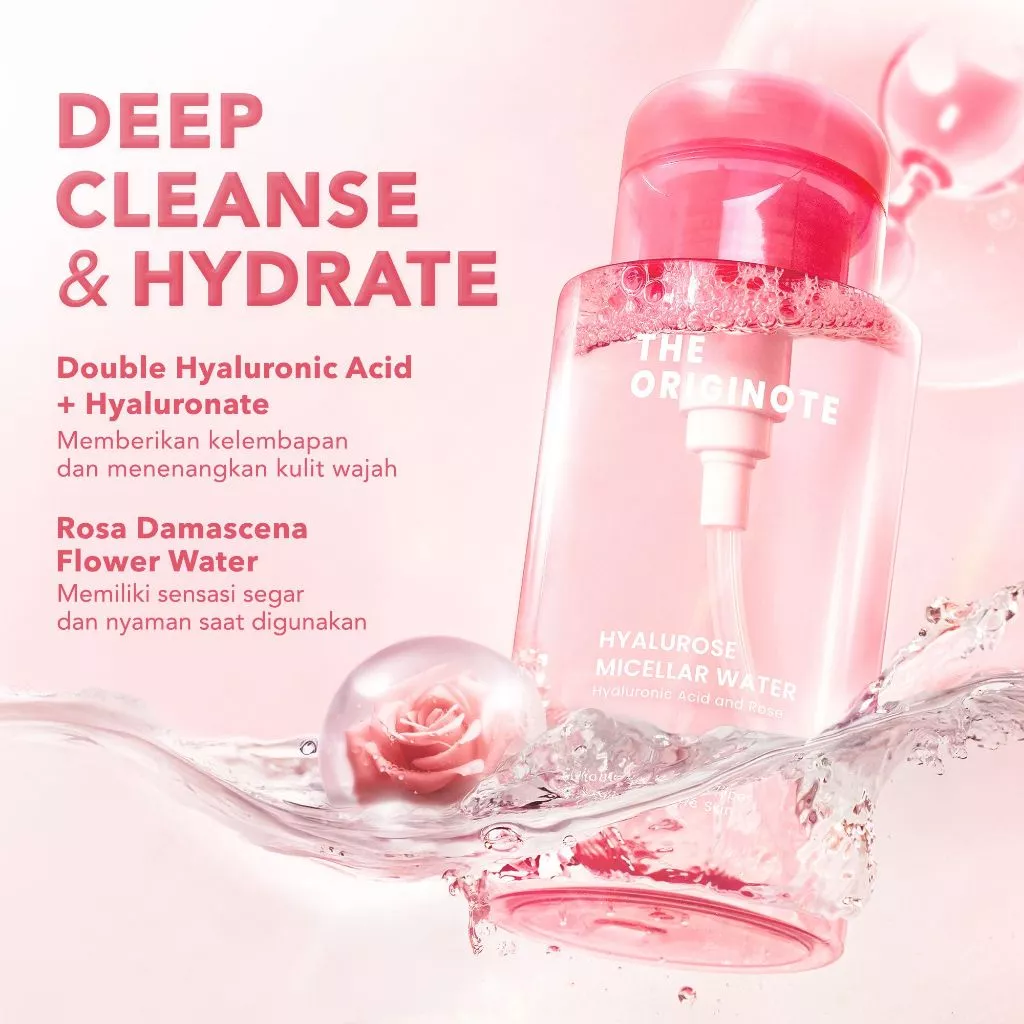 DEEP
CLEANSE
& HYDRATE
Double Hyaluronic Acid
+ Hyaluronate
Memberikan kelembapan
dan menenangkan kulit wajah
Rosa Damascena
Flower Water
Memiliki sensasi segar
dan nyaman saat digunakan
THE
ORIGINOTE
HYALUROSE
MICELLAR WATER
Hyaluronic Acid and Rose